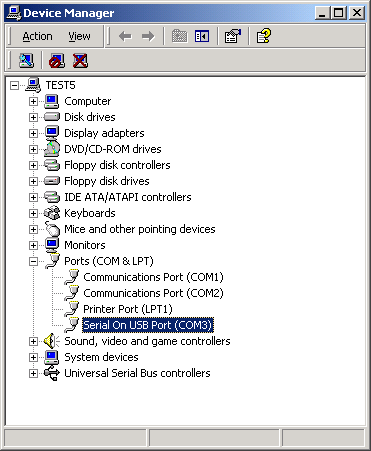 Device Manager
Action View
TEST5
Computer
Disk drives
Display adapters
DVD/CD-ROM drives
Floppy disk controllers
Floppy disk drives
IDE ATA/ATAPI controllers
Keyboards
Mice and other pointing devices
Monitors
Ports (COM & LPT)
Communications Port (COM1)
Communications Port (COM2)
Printer Port (LPT1)
Serial On USB Port (COM3)
Sound, video and game controllers
System devices
Universal Serial Bus controllers